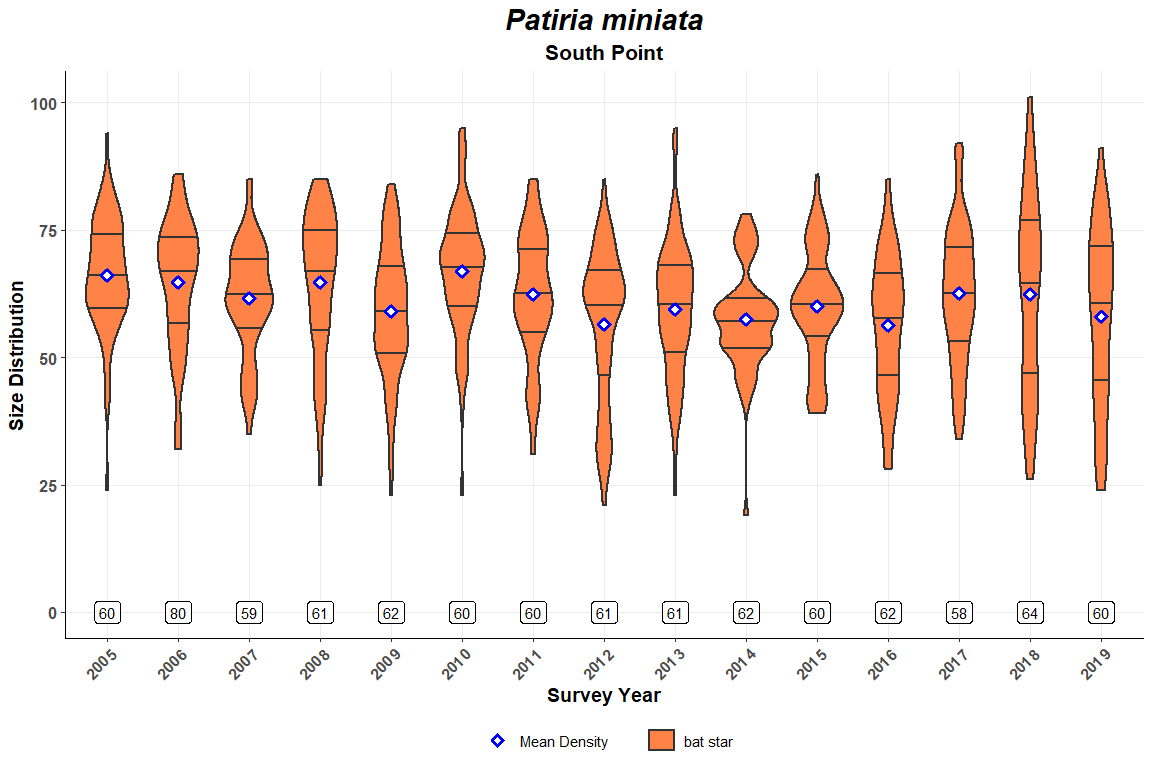 Patiria miniata
South Point
Size Distribution
100
75
50
25
0
60 80 59 61 62 60 60 61 61 62 60 62 58 64 60
2005 2006 2007 2008 2009 2010 2011 2012 2013 2014 2015 2016 2017 2018 2019
Survey Year
Mean Density bat star